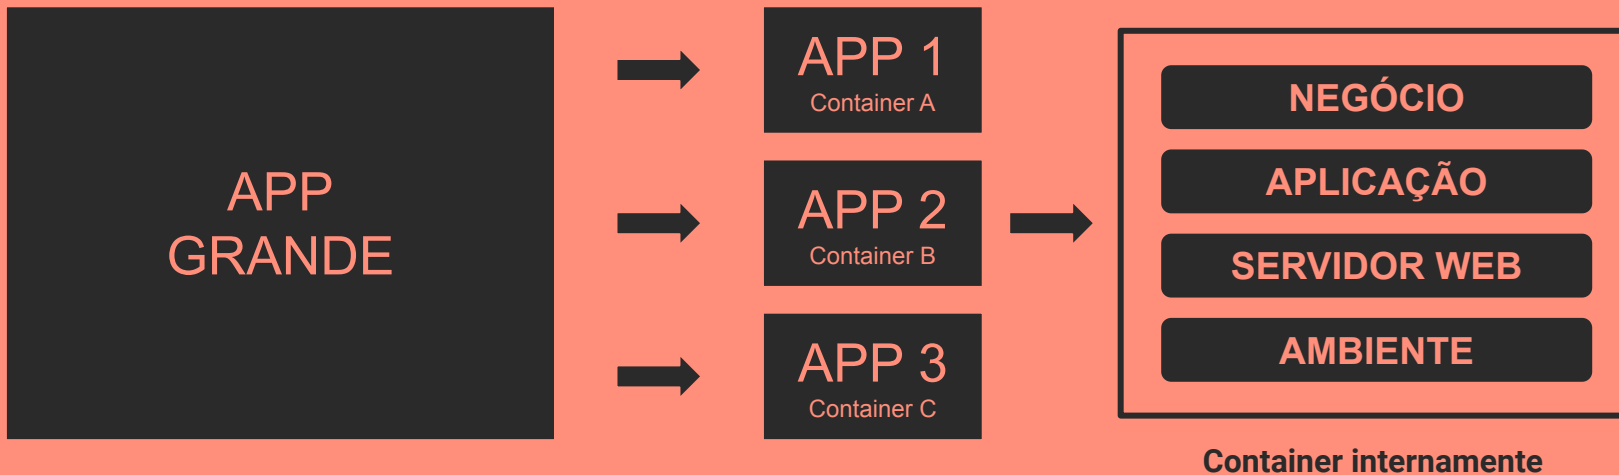 APP
GRANDE
APP 1
Container A
APP 2
Container B
APP 3
Container C
NEGÓCIO
APLICAÇÃO
SERVIDOR WEB
AMBIENTE
Container internamente